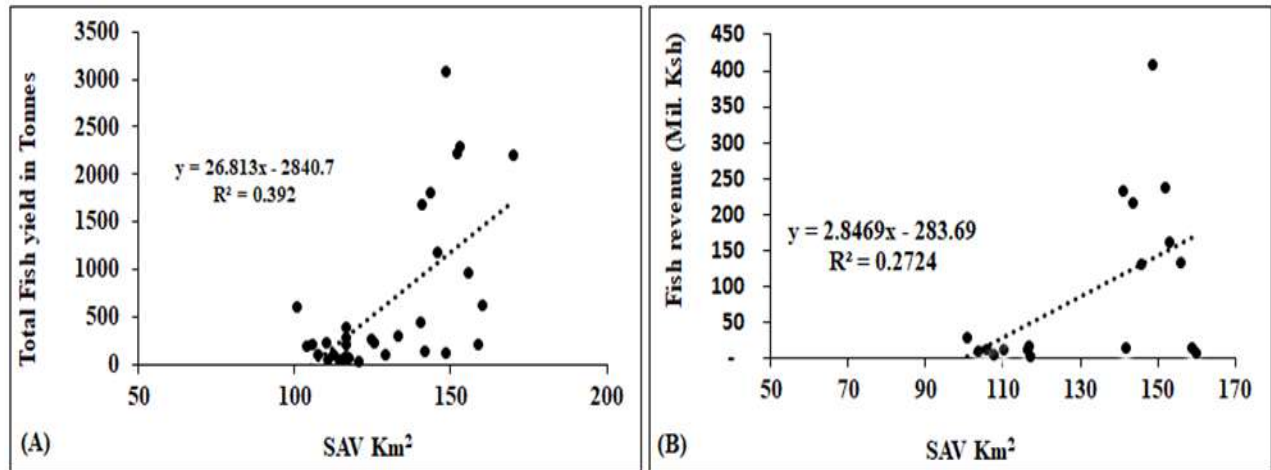 Total Fish yield in Tonnes
3500
3000
2500
2000
1500
1000
500
0
y = 26.813x - 2840.7
R² = 0.392
50
100
150
200
(A)
SAV Km²
Fish revenue (Mil. Ksh)
450
400
350
300
250
200
150
100
50
-
y = 2.8469x - 283.69
R² = 0.2724
50
70
90
110
130
150
170
(B)
SAV Km²